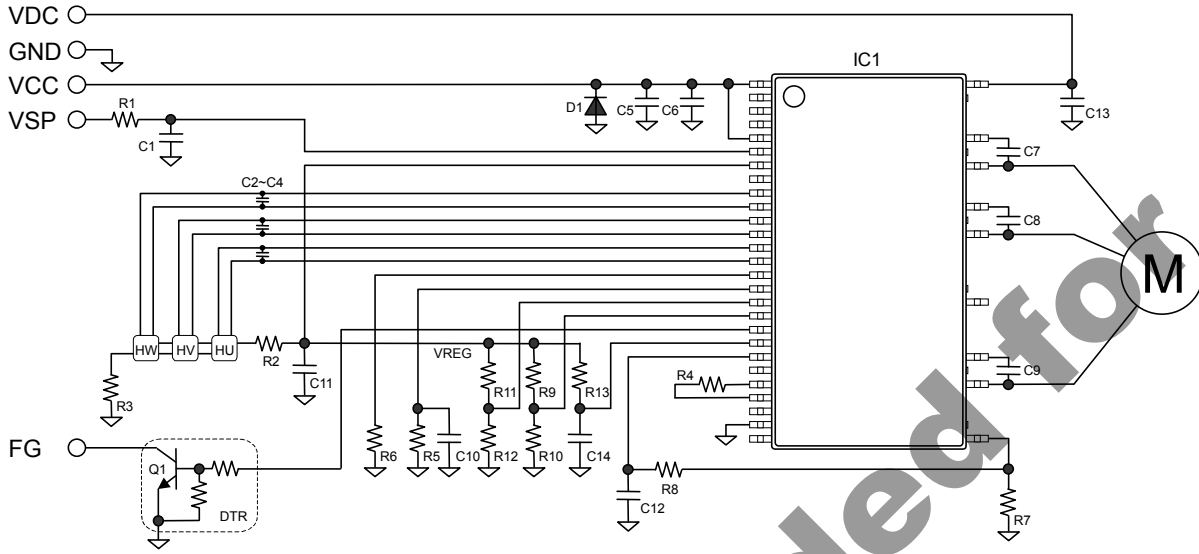 VDC
GND
VCC
VSP
R1
C1
D1
C5
C6
IC1
C13
C7
C8
C9
M
C2~C4
HW
HV
HU
R2
R3
C11
VREG
R11
R9
R13
R4
R6
R5
C10
R12
R10
C14
R8
C12
R7
FG
Q1
DTR
ded for